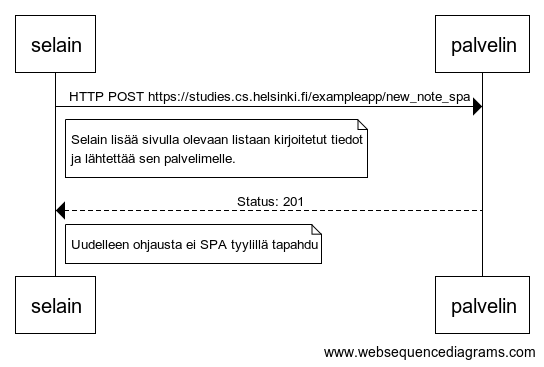 selain
palvelin
HTTP POST https://studies.cs.helsinki.fi/exampleapp/new_note_spa
Selain lisää sivulla olevaan listaan kirjoitetut tiedot
ja lähtettää sen palvelimelle.
Status: 201
Uudelleen ohjausta ei SPA tyylillä tapahdu
selain
palvelin
www.websequencediagrams.com